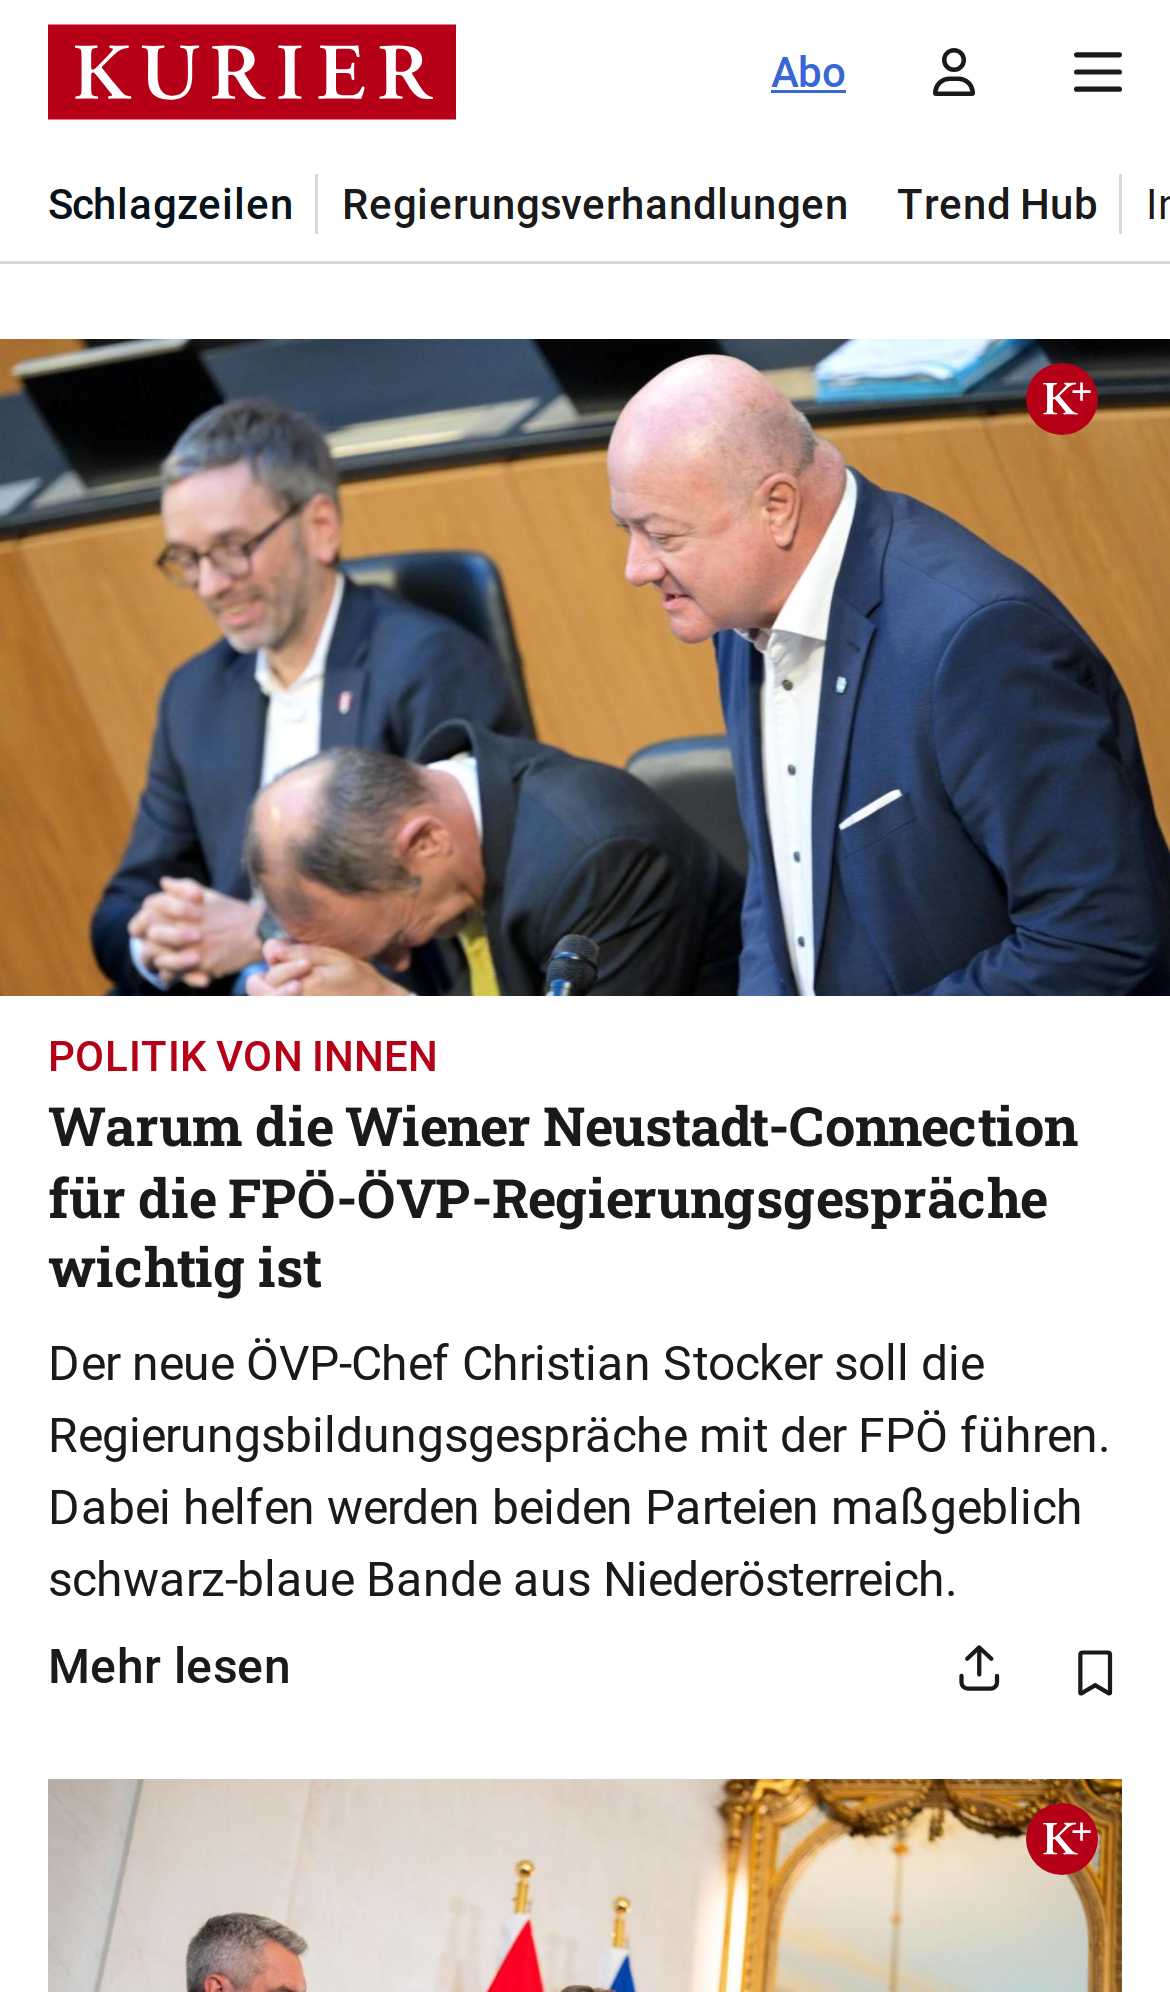 KURIER
Abo
Schlagzeilen
Regierungsverhandlungen
Trend Hub
K+
POLITIK VON INNEN
Warum die Wiener Neustadt-Connection
für die FPÖ-ÖVP-Regierungsgespräche
wichtig ist
Der neue ÖVP-Chef Christian Stocker soll die
Regierungsbildungsgespräche mit der FPÖ führen.
Dabei helfen werden beiden Parteien maßgeblich
schwarz-blaue Bande aus Niederösterreich.
Mehr lesen
K+